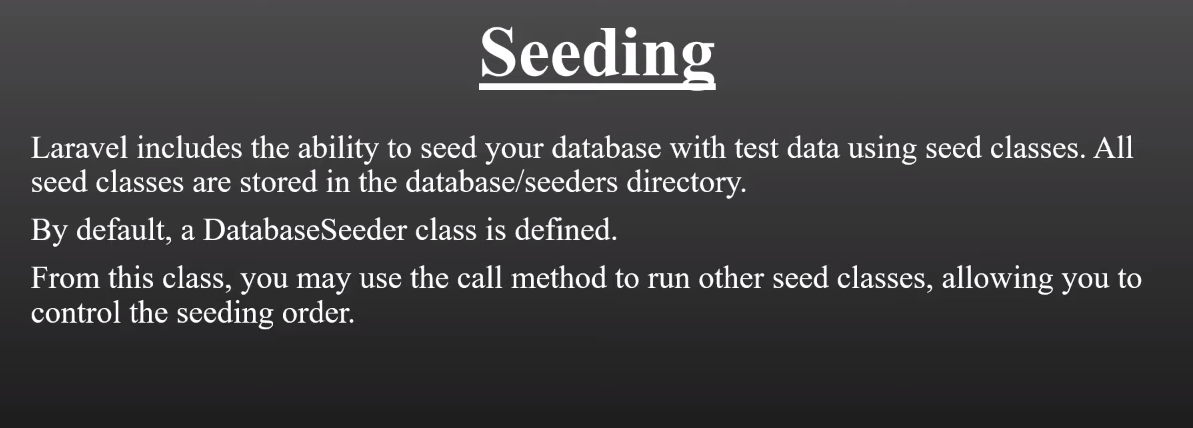 Seeding
Laravel includes the ability to seed your database with test data using seed classes. All
seed classes are stored in the database/seeders directory.
By default, a DatabaseSeeder class is defined.
From this class, you may use the call method to run other seed classes, allowing you to
control the seeding order.